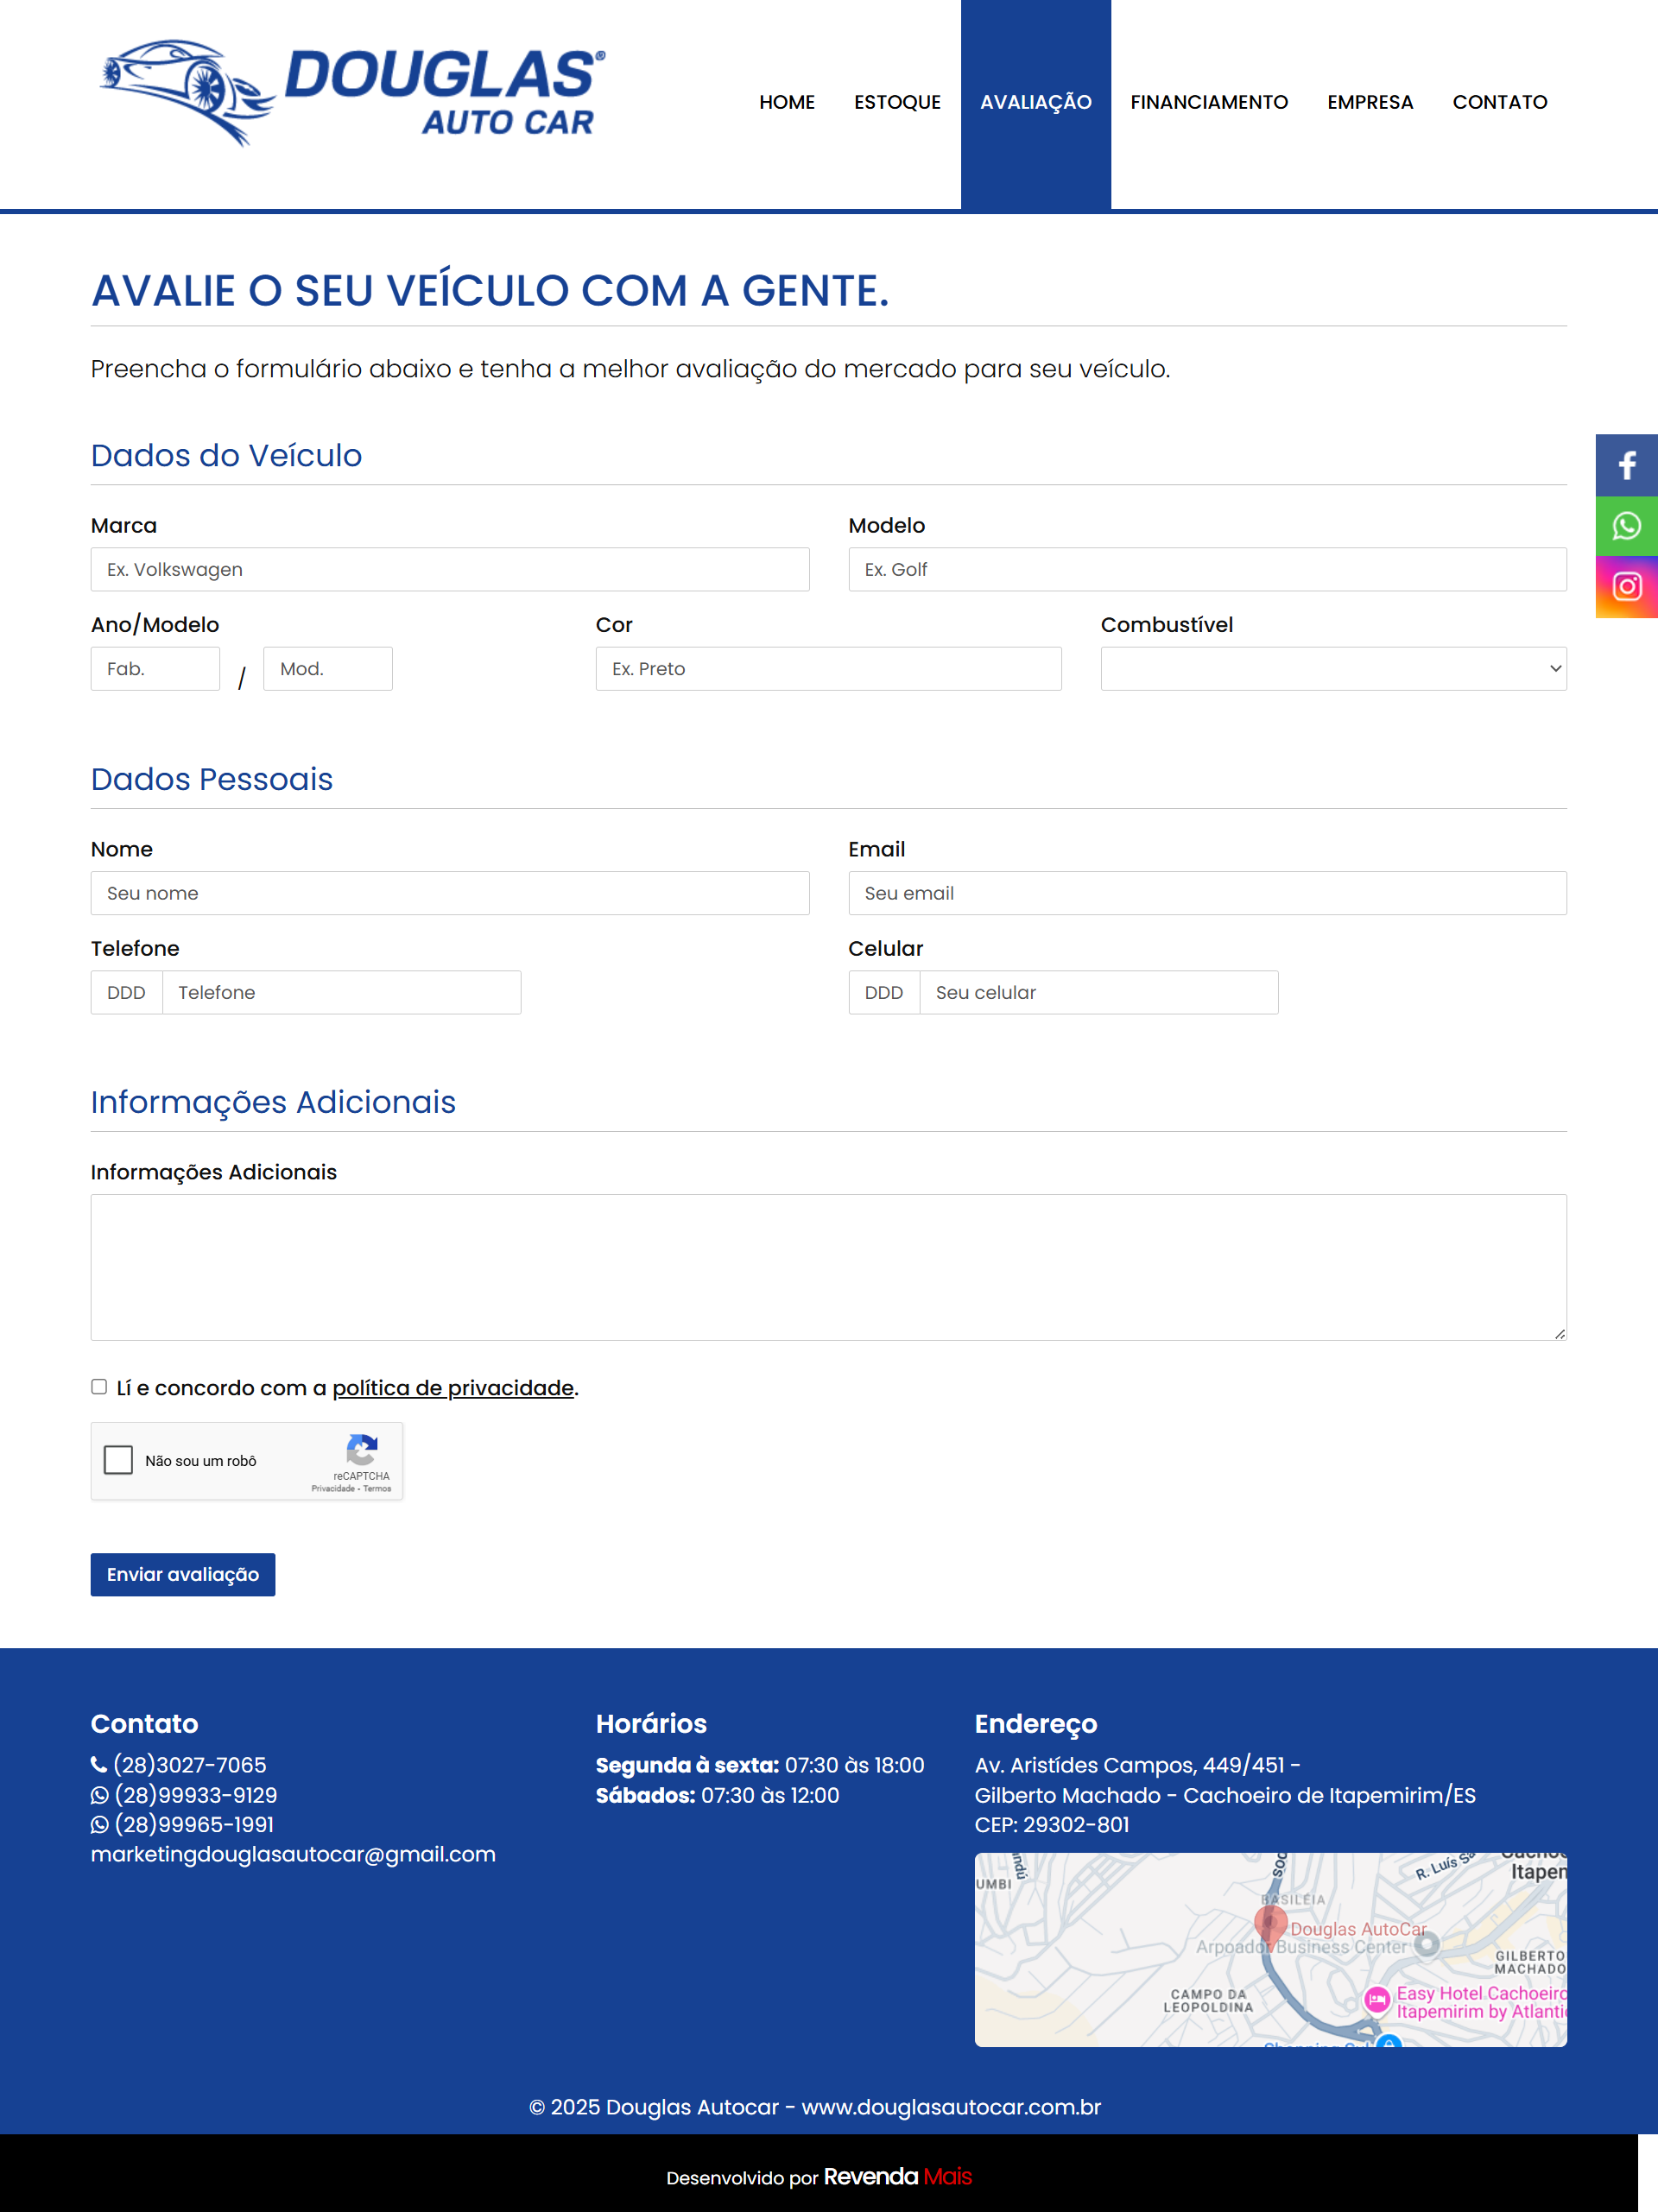 DOUGLAS®
AUTO CAR
HOME ESTOQUE AVALIAÇÃO FINANCIAMENTO EMPRESA CONTATO
AVALIE O SEU VEÍCULO COM A GENTE.
Preencha o formulário abaixo e tenha a melhor avaliação do mercado para seu veículo.
Dados do Veículo
Marca Modelo
Ex. Volkswagen Ex. Golf
Ano/Modelo Cor Combustível
Fab. / Mod. Ex. Preto
Dados Pessoais
Nome Email
Seu nome Seu email
Telefone Celular
DDD Telefone DDD Seu celular
Informações Adicionais
Informações Adicionais
Lí e concordo com a política de privacidade.
Não sou um robô
reCAPTCHA
Privacidade - Termos
Enviar avaliação
Contato
(28)3027-7065
(28)99933-9129
(28)99965-1991
marketingdouglasautocar@gmail.com
Horários
Segunda à sexta: 07:30 às 18:00
Sábados: 07:30 às 12:00
Endereço
Av. Aristídes Campos, 449/451 -
Gilberto Machado - Cachoeiro de Itapemirim/ES
CEP: 29302-801
R. Luís
BASILÉIA
Douglas AutoCar
Arpoador Business Center
GILBERTO
MACHADO
CAMPO DA
LEOPOLDINA
Easy Hotel Cachoeiro
Itapemirim by Atlanti
© 2025 Douglas Autocar - www.douglasautocar.com.br
Desenvolvido por Revenda Mais